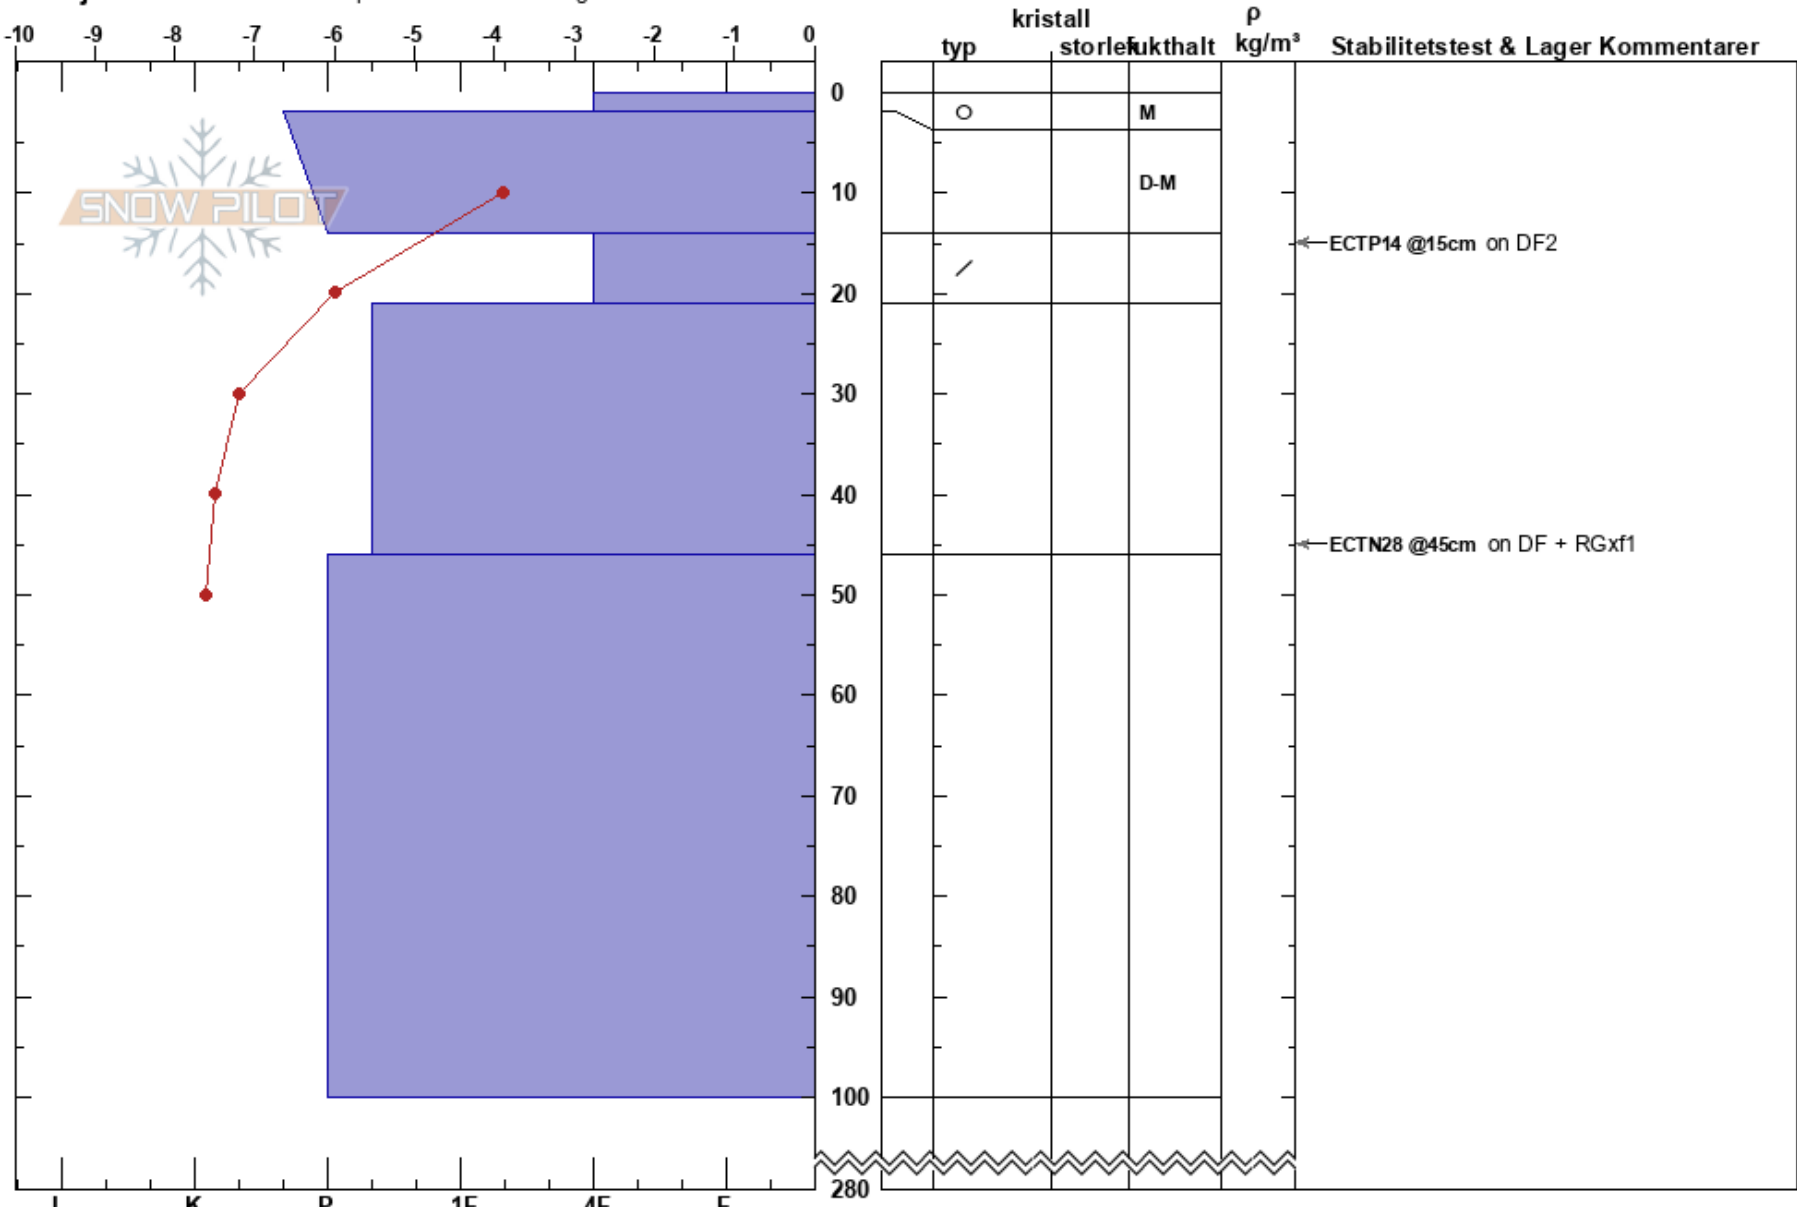 kristall
ρ
-10 -9 -8 -7 -6 -5 -4 -3 -2 -1 0
typ storlek fukthalt kg/m³ Stabilitetstest & Lager Kommentarer
0
M
SNOW PILOT
D-M
10
ECTP14 @15cm on DF2
20
30
40
ECTN28 @45cm on DF + RGxf1
50
60
70
80
90
100
280
I K P 1F 4F F